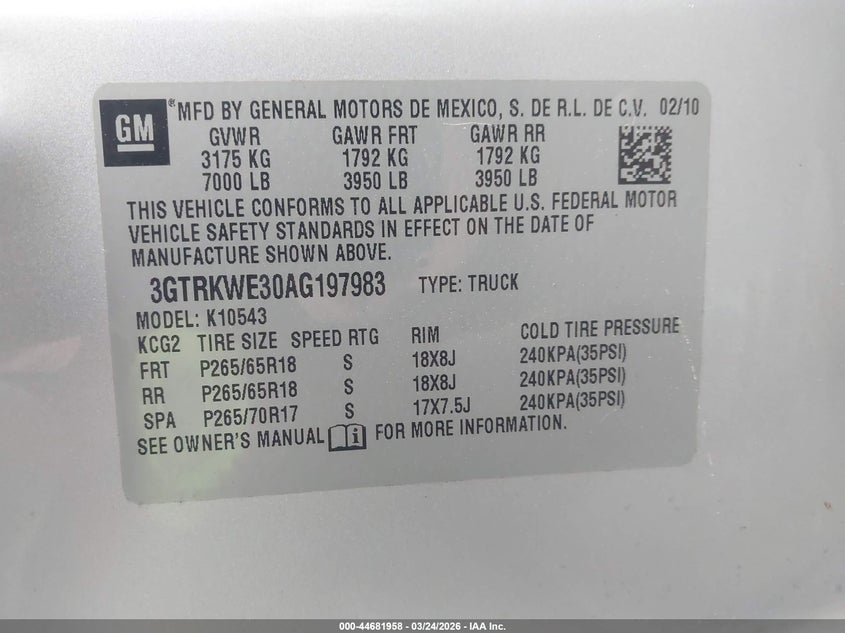 GM ® MFD BY GENERAL MOTORS DE MEXICO, S. DE R.L. DE C.V. 02/10
GVWR GAWR FRT GAWR RR
3175 KG 1792 KG 1792 KG
7000 LB 3950 LB 3950 LB
THIS VEHICLE CONFORMS TO ALL APPLICABLE U.S. FEDERAL MOTOR
VEHICLE SAFETY STANDARDS IN EFFECT ON THE DATE OF
MANUFACTURE SHOWN ABOVE.
3GTRKWE30AG197983 TYPE: TRUCK
MODEL: K10543
KCG2 TIRE SIZE SPEED RTG RIM COLD TIRE PRESSURE
FRT P265/65R18 S 18X8J 240KPA(35PSI)
RR P265/65R18 S 18X8J 240KPA(35PSI)
SPA P265/70R17 S 17X7.5J 240KPA(35PSI)
SEE OWNER'S MANUAL FOR MORE INFORMATION.
000-44681958 - 03/24/2026 - IAA Inc.